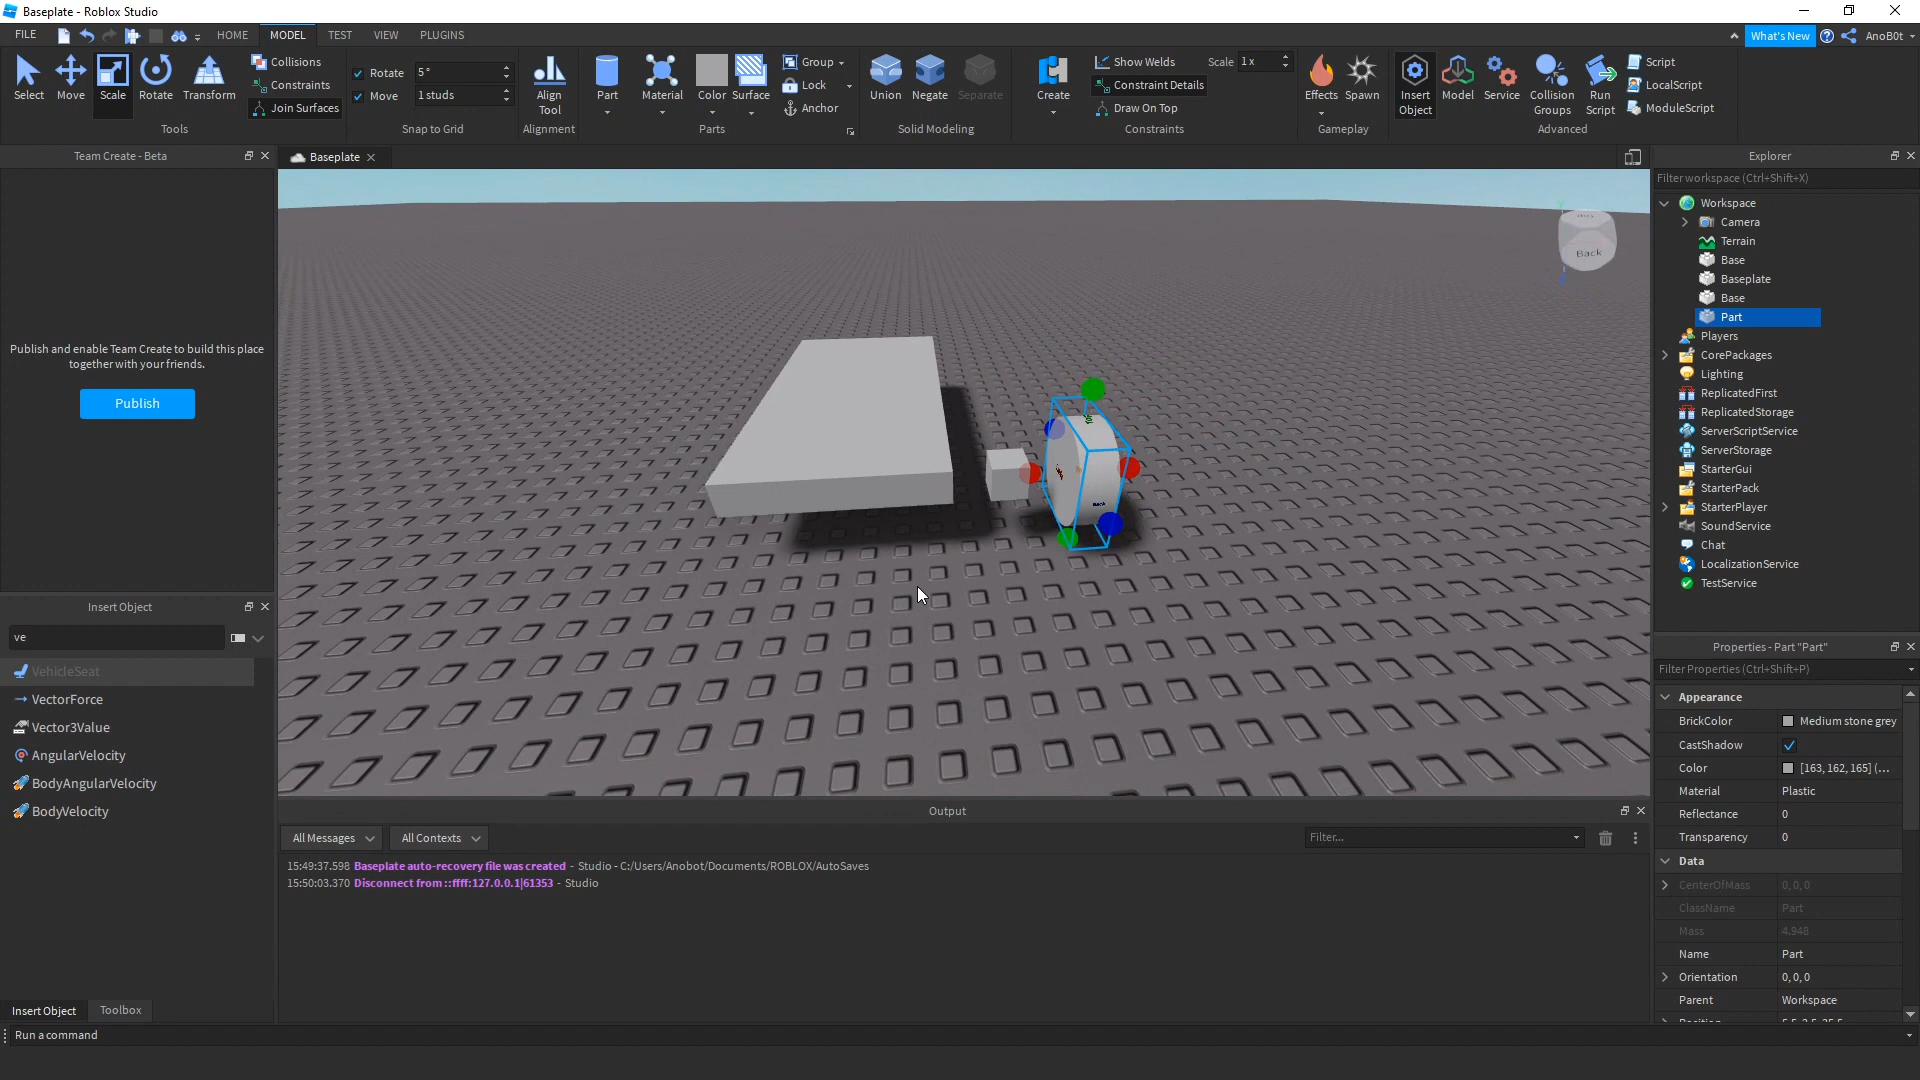 Baseplate - Roblox Studio
FILE
HOME
MODEL
TEST
VIEW
PLUGINS
What's New
AnoB0t
Select
Move
Scale
Rotate
Transform
Collisions
Constraints
Join Surfaces
Tools
Rotate
5°
Move
1 studs
Snap to Grid
Align
Tool
Alignment
Part
Material
Color
Surface
Group
Lock
Anchor
Parts
Union
Negate
Separate
Solid Modeling
Create
Show Welds
Scale 1 x
Constraint Details
Draw On Top
Constraints
Effects
Spawn
Gameplay
Insert
Object
Model
Service
Collision
Groups
Run
Script
Script
LocalScript
ModuleScript
Advanced
Team Create - Beta
Publish and enable Team Create to build this place
together with your friends.
Publish
Insert Object
ve
VehicleSeat
VectorForce
Vector3Value
AngularVelocity
BodyAngularVelocity
BodyVelocity
Insert Object
Toolbox
Baseplate
Back
Back
Output
All Messages
All Contexts
Filter...
15:49:37.598 Baseplate auto-recovery file was created - Studio - C:/Users/Anobot/Documents/ROBLOX/AutoSaves
15:50:03.370 Disconnect from ::ffff:127.0.0.1|61353 - Studio
Explorer
Filter workspace (Ctrl+Shift+X)
Workspace
Camera
Terrain
Base
Baseplate
Base
Part
Players
CorePackages
Lighting
ReplicatedFirst
ReplicatedStorage
ServerScriptService
ServerStorage
StarterGui
StarterPack
StarterPlayer
SoundService
Chat
LocalizationService
TestService
Properties - Part "Part"
Filter Properties (Ctrl+Shift+P)
Appearance
BrickColor Medium stone grey
CastShadow
Color [163, 162, 165] (...
Material Plastic
Reflectance 0
Transparency 0
Data
CenterOfMass 0, 0, 0
ClassName Part
Mass 4.948
Name Part
Orientation 0, 0, 0
Parent Workspace
Run a command